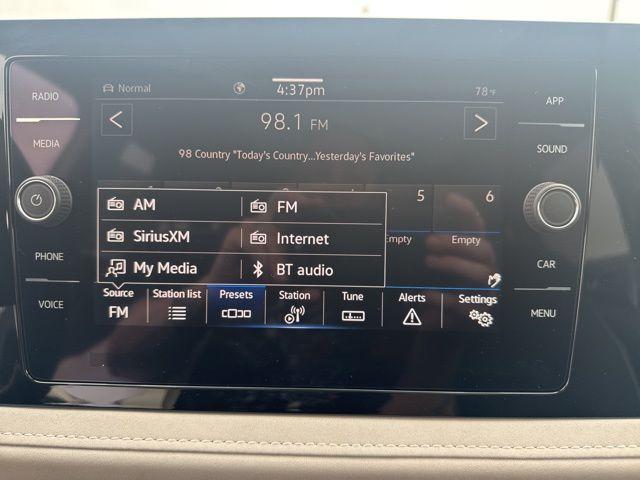 RADIO
MEDIA
PHONE
VOICE
Normal
4:37pm
78°F
98.1 FM
98 Country "Today's Country...Yesterday's Favorites"
5
6
Empty
Empty
AM
FM
SiriusXM
Internet
My Media
BT audio
Source
FM
Station list
Presets
Station
Tune
Alerts
Settings
APP
SOUND
CAR
MENU